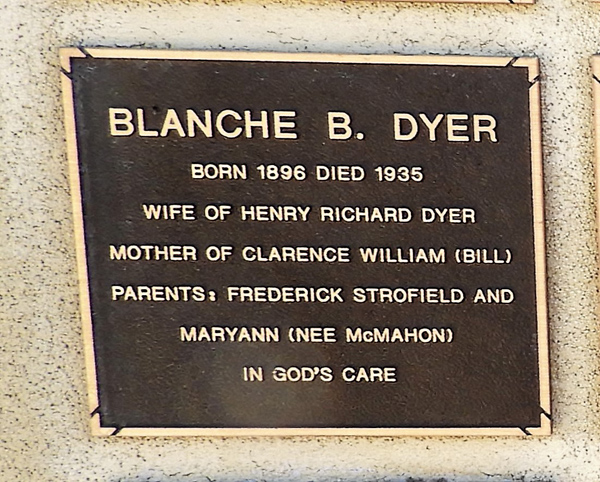 BLANCHE B. DYER
BORN 1896 DIED 1935
WIFE OF HENRY RICHARD DYER
MOTHER OF CLARENCE WILLIAM (BILL)
PARENTS: FREDERICK STROFIELD AND
MARYANN (NEE McMAHON)
IN GOD'S CARE